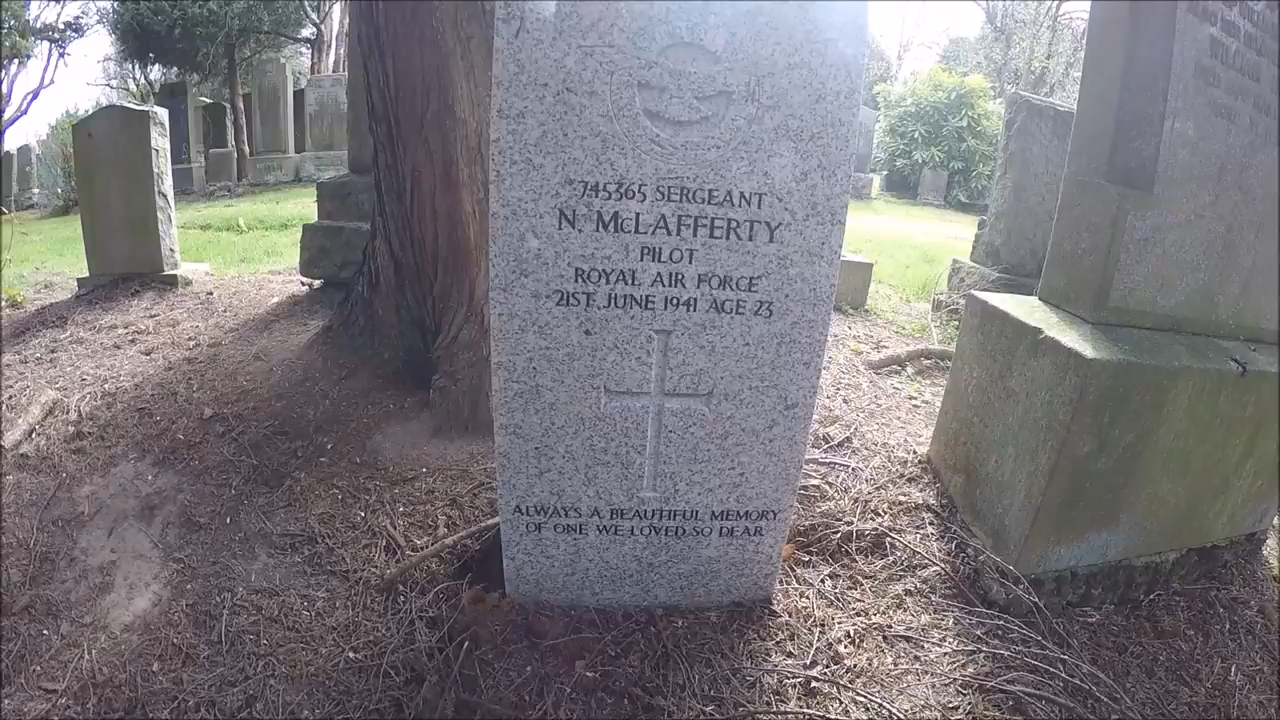 745365 SERGEANT
N. McLAFFERTY
PILOT
ROYAL AIR FORCE
21ST JUNE 1941 AGE 23
ALWAYS A BEAUTIFUL MEMORY
OF ONE WE LOVED SO DEAR
WILLIAM